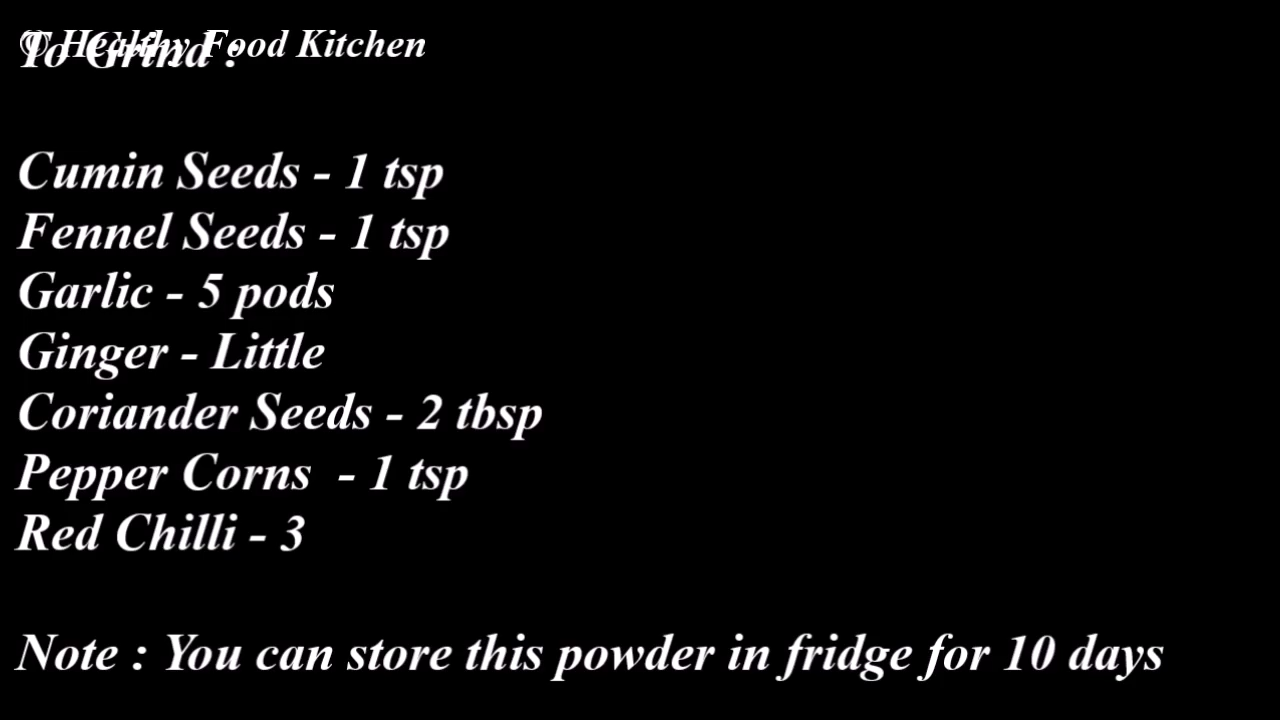 © Healthy Food Kitchen
To Grind :
Cumin Seeds - 1 tsp
Fennel Seeds - 1 tsp
Garlic - 5 pods
Ginger - Little
Coriander Seeds - 2 tbsp
Pepper Corns - 1 tsp
Red Chilli - 3
Note : You can store this powder in fridge for 10 days